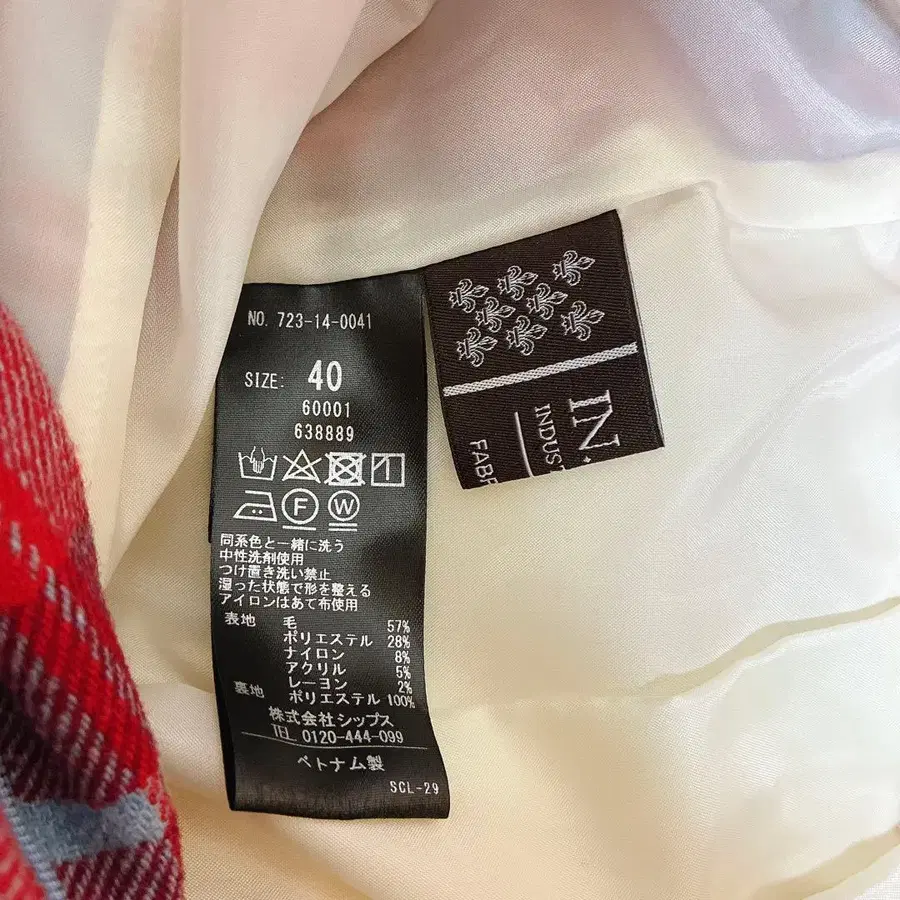 NO. 723-14-0041
SIZE: 40
60001
638889
F W
同系色と一緒に洗う
中性洗剤使用
つけ置き洗い禁止
湿った状態で形を整える
アイロンはあて布使用
表地 毛 57%
ポリエステル 28%
ナイロン 8%
アクリル 5%
レーヨン 2%
裏地 ポリエステル 100%
株式会社シップス
TEL 0120-444-099
ベトナム製
SCL-29
IN
INDUST
FABR